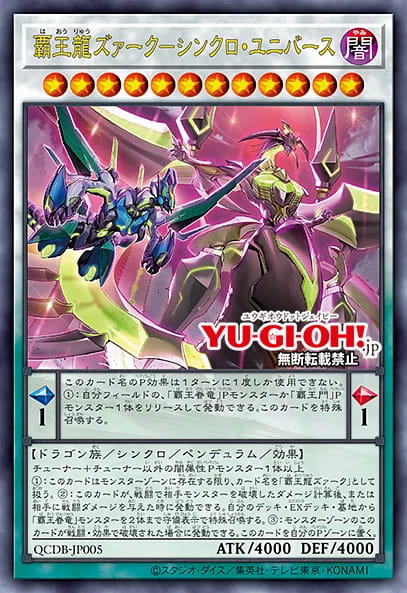 覇王龍ズァークーシンクロ・ユニバース
は おう りゅう
闇
やみ
ユウギオウドットジェイピー
YU-GI-OH!.jp
無断転載禁止
このカード名のP効果は1ターンに1度しか使用できない。
①：自分フィールドの、「覇王眷竜」Pモンスターか「覇王門」P
モンスター1体をリリースして発動できる。このカードを特殊
召喚する。
1
1
【ドラゴン族／シンクロ／ペンデュラム／効果】
チューナー＋チューナー以外の闇属性Pモンスター1体以上
①：このカードはモンスターゾーンに存在する限り、カード名を「覇王龍ズァーク」として
扱う。②：このカードが、戦闘で相手モンスターを破壊したダメージ計算後、または
相手に戦闘ダメージを与えた時に発動できる。自分のデッキ・EXデッキ・墓地から
「覇王眷竜」モンスターを2体まで守備表示で特殊召喚する。③：モンスターゾーンのこの
カードが戦闘・効果で破壊された場合に発動できる。このカードを自分のPゾーンに置く。
QCDB-JP005
ATK/4000 DEF/4000
©スタジオ・ダイス／集英社・テレビ東京・KONAMI